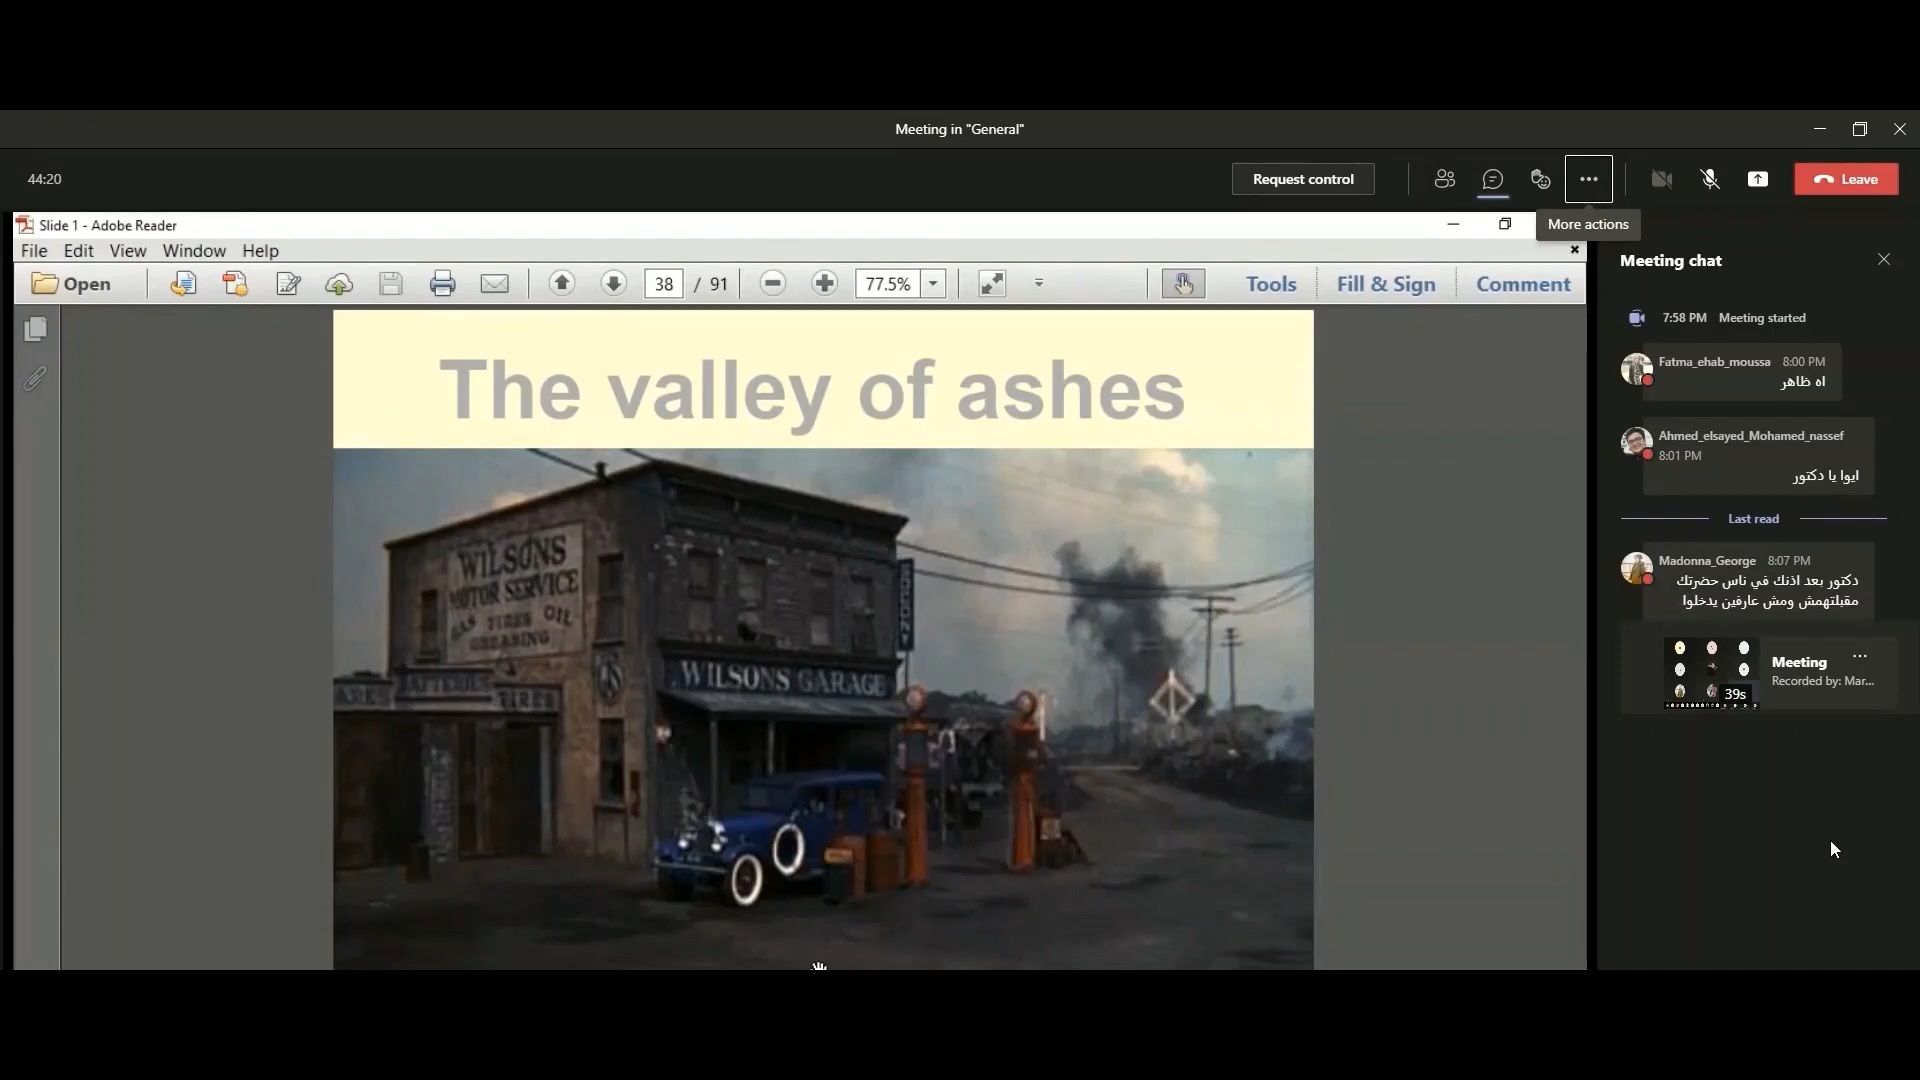 Meeting in "General"
44:20
Request control
Leave
More actions
Slide 1 - Adobe Reader
File Edit View Window Help
Open
38 / 91
77.5%
Tools
Fill & Sign
Comment
The valley of ashes
WILSONS
MOTOR SERVICE
GAS TIRES OIL
GREASING
WILSONS GARAGE
TIRES
Meeting chat
7:58 PM Meeting started
Fatma_ehab_moussa 8:00 PM
اه ظاهر
Ahmed_elsayed_Mohamed_nassef
8:01 PM
ايوا يا دكتور
Last read
Madonna_George 8:07 PM
دكتور بعد اذنك في ناس حضرتك
مقبلتهمش ومش عارفين يدخلوا
Meeting
Recorded by: Mar...
39s